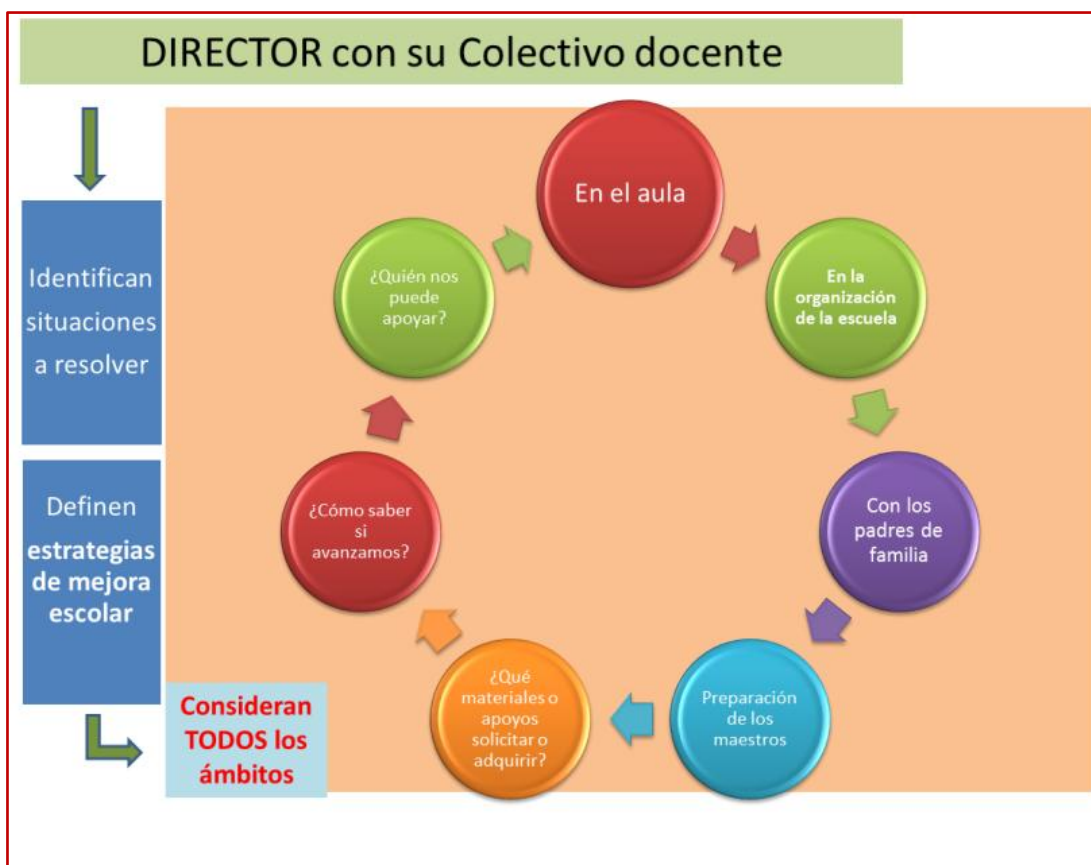 DIRECTOR con su Colectivo docente
Identifican
situaciones
a resolver
Definen
estrategias
de mejora
escolar
Consideran
TODOS los
ámbitos
En el aula
En la
organización
de la escuela
Con los
padres de
familia
Preparación
de los
maestros
¿Qué
materiales o
apoyos
solicitar o
adquirir?
¿Cómo saber
si
avanzamos?
¿Quién nos
puede
apoyar?